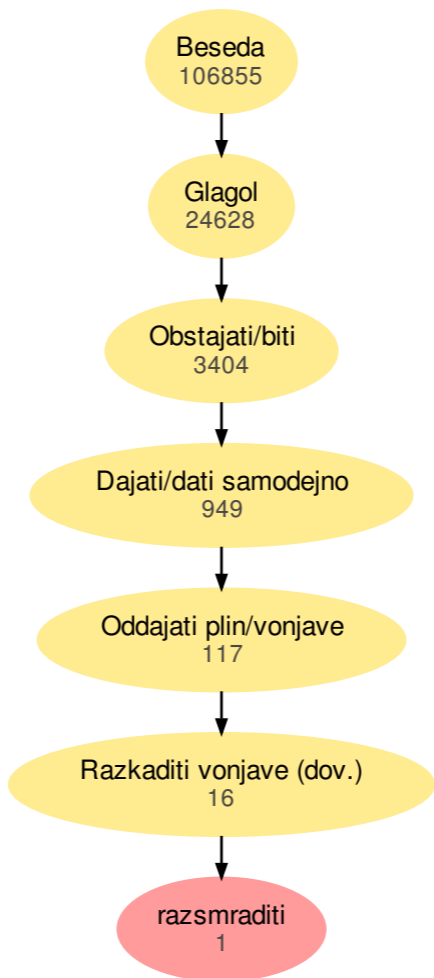 Beseda
106855
Glagol
24628
Obstajati/biti
3404
Dajati/dati samodejno
949
Oddajati plin/vonjave
117
Razkaditi vonjave (dov.)
16
razsmraditi
1